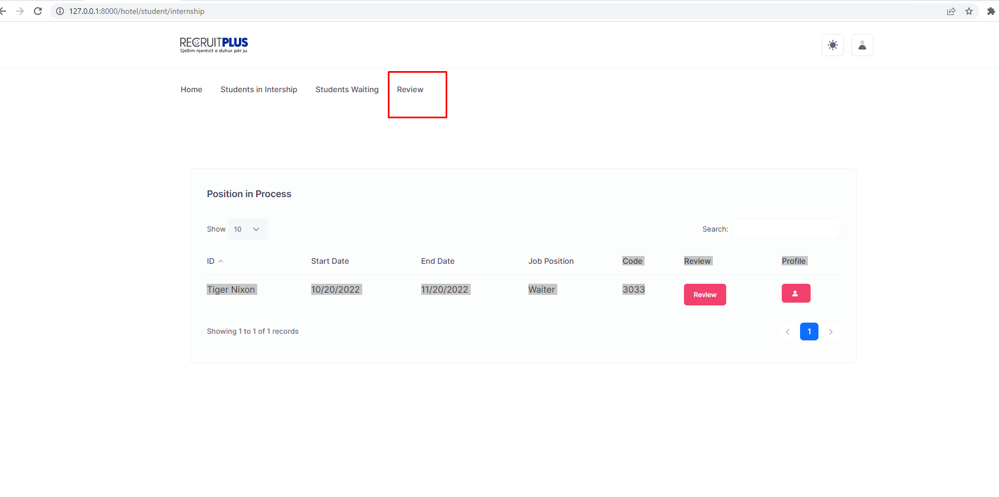 127.0.0.1:8000/hotel/student/internship
RECRUITPLUS
Sjellim njerëzit e duhur për ju.
Home Students in Intership Students Waiting Review
Position in Process
Show 10 Search:
ID Start Date End Date Job Position Code Review Profile
Tiger Nixon 10/20/2022 11/20/2022 Waiter 3033 Review
Showing 1 to 1 of 1 records 1